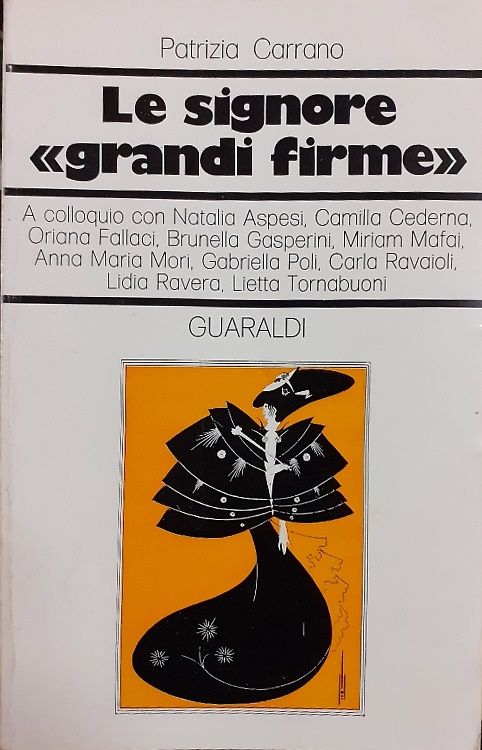 Patrizia Carrano
Le signore
«grandi firme»
A colloquio con Natalia Aspesi, Camilla Cederna,
Oriana Fallaci, Brunella Gasperini, Miriam Mafai,
Anna Maria Mori, Gabriella Poli, Carla Ravaioli,
Lidia Ravera, Lietta Tornabuoni
GUARALDI